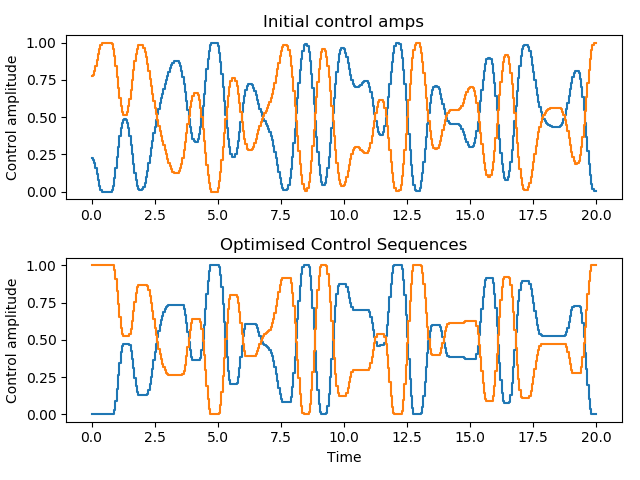 Initial control amps
Control amplitude
1.00
0.75
0.50
0.25
0.00
0.0 2.5 5.0 7.5 10.0 12.5 15.0 17.5 20.0
Optimised Control Sequences
Control amplitude
1.00
0.75
0.50
0.25
0.00
0.0 2.5 5.0 7.5 10.0 12.5 15.0 17.5 20.0
Time